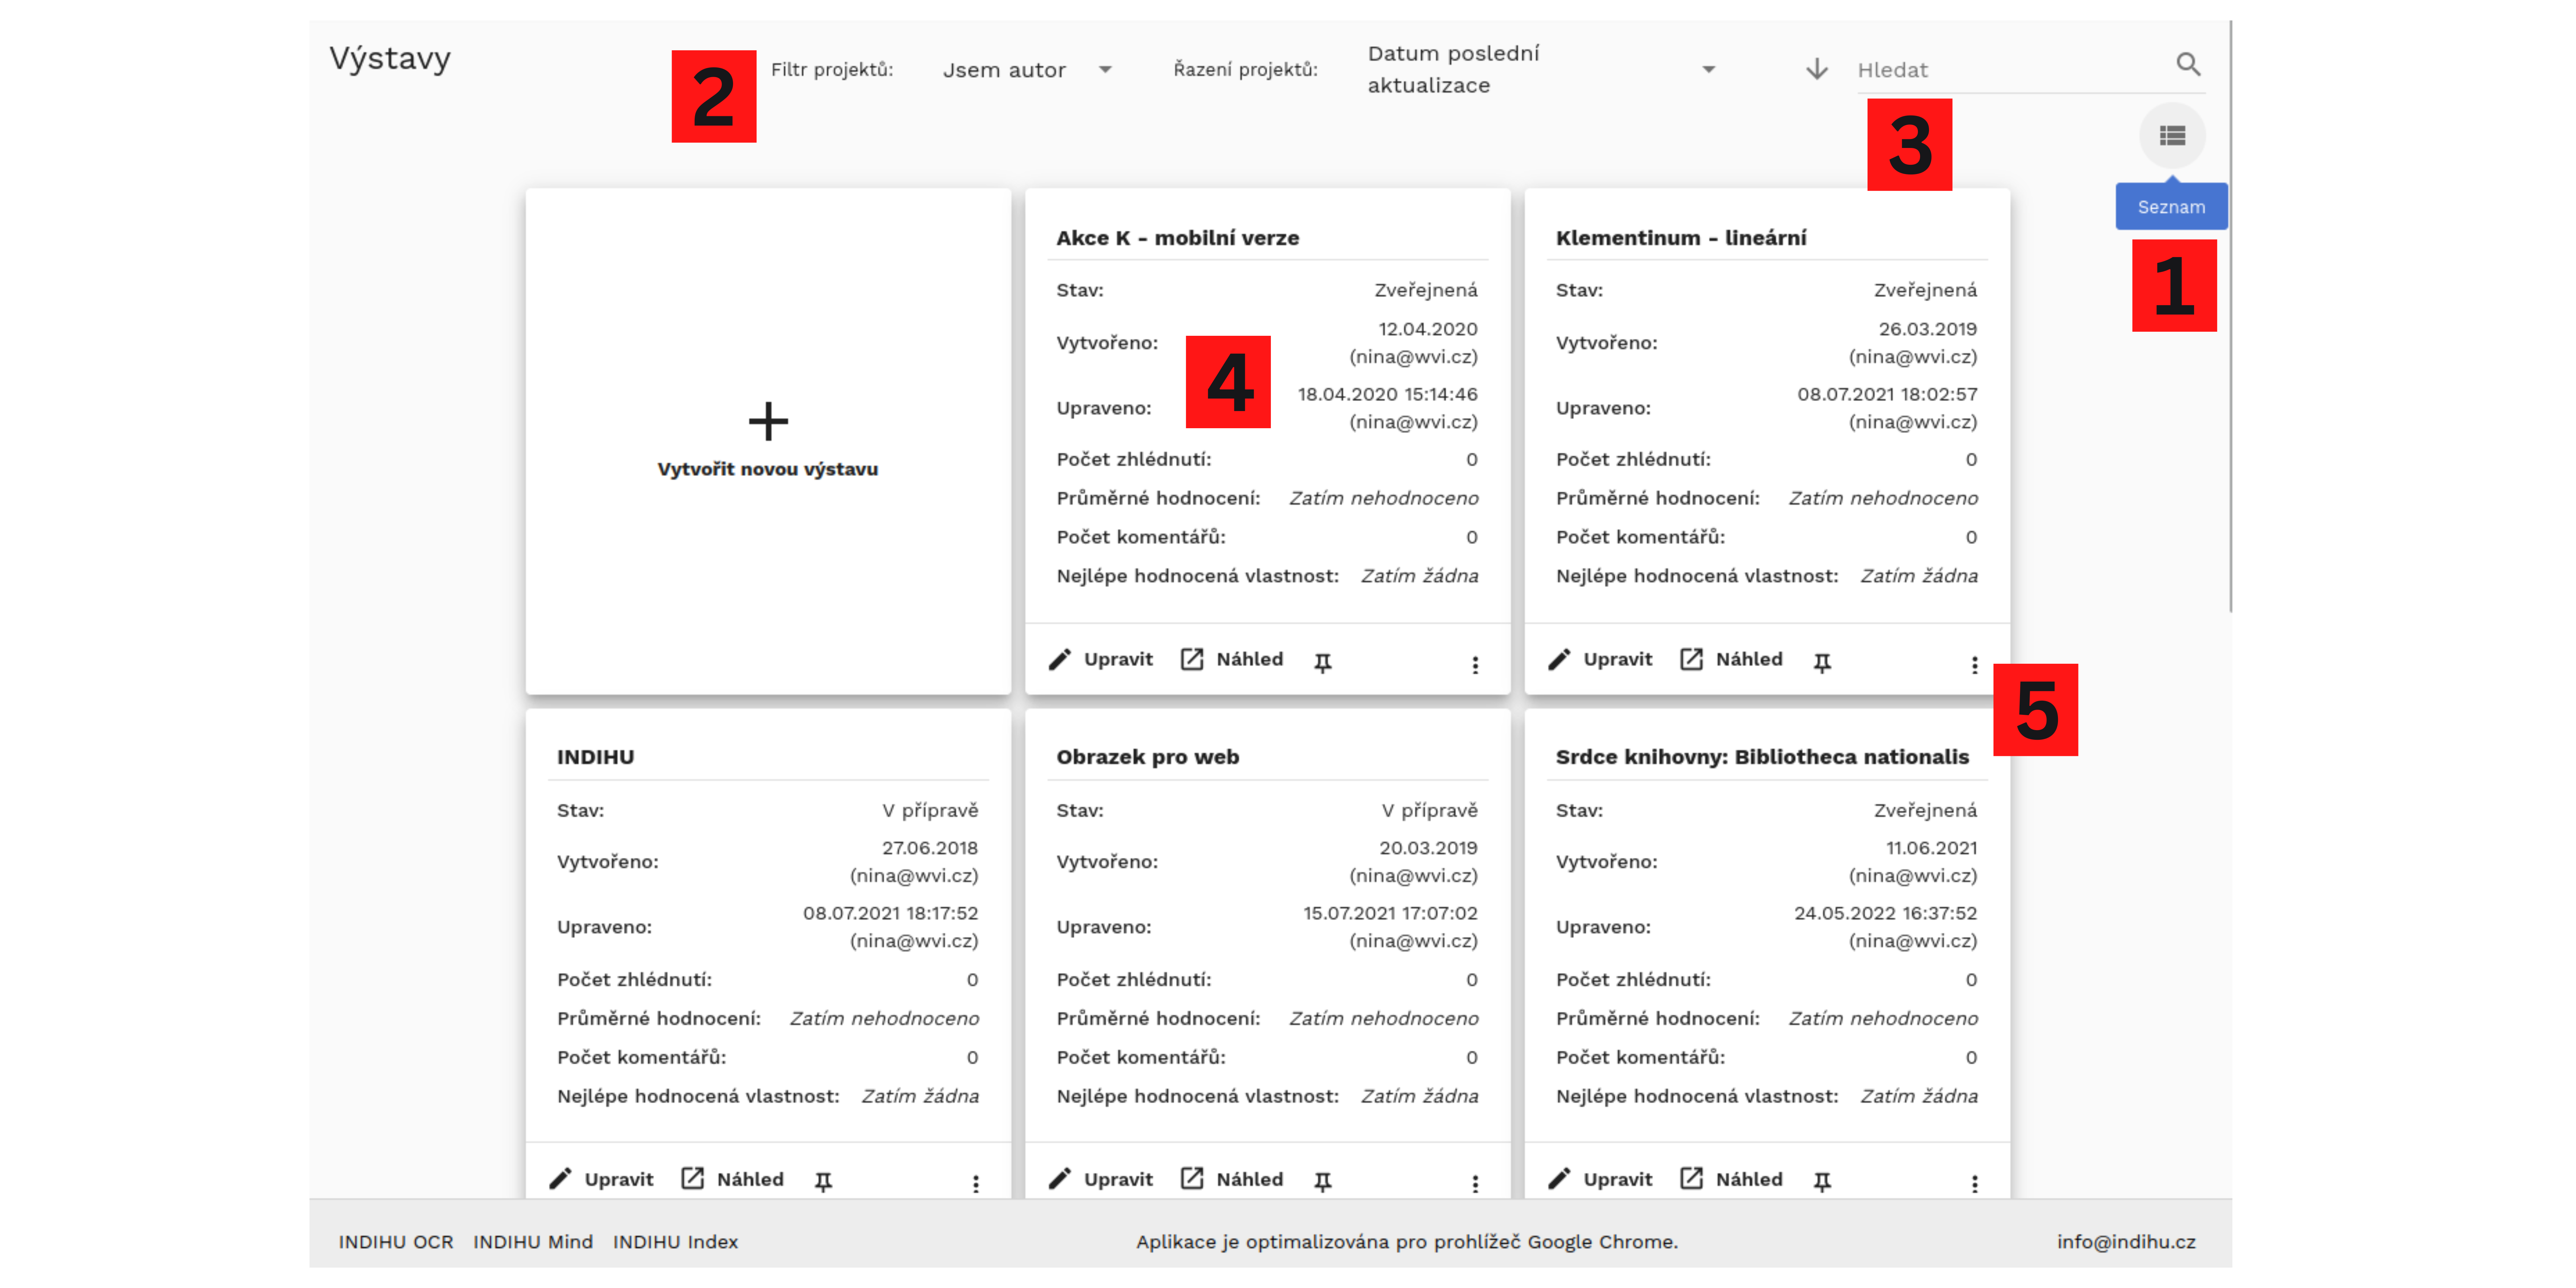 Výstavy
2
Filtr projektů: Jsem autor
Řazení projektů: Datum poslední
aktualizace
Hledat
3
Seznam
1
Vytvořit novou výstavu
Akce K - mobilní verze
Stav: Zveřejnená
Vytvořeno: 12.04.2020
(nina@wvi.cz)
4
Upraveno: 18.04.2020 15:14:46
(nina@wvi.cz)
Počet zhlédnutí: 0
Průměrné hodnocení: Zatím nehodnoceno
Počet komentářů: 0
Nejlépe hodnocená vlastnost: Zatím žádna
Upravit Náhled
Klementinum - lineární
Stav: Zveřejnená
Vytvořeno: 26.03.2019
(nina@wvi.cz)
Upraveno: 08.07.2021 18:02:57
(nina@wvi.cz)
Počet zhlédnutí: 0
Průměrné hodnocení: Zatím nehodnoceno
Počet komentářů: 0
Nejlépe hodnocená vlastnost: Zatím žádna
Upravit Náhled
5
INDIHU
Stav: V přípravě
Vytvořeno: 27.06.2018
(nina@wvi.cz)
Upraveno: 08.07.2021 18:17:52
(nina@wvi.cz)
Počet zhlédnutí: 0
Průměrné hodnocení: Zatím nehodnoceno
Počet komentářů: 0
Nejlépe hodnocená vlastnost: Zatím žádna
Upravit Náhled
Obrazek pro web
Stav: V přípravě
Vytvořeno: 20.03.2019
(nina@wvi.cz)
Upraveno: 15.07.2021 17:07:02
(nina@wvi.cz)
Počet zhlédnutí: 0
Průměrné hodnocení: Zatím nehodnoceno
Počet komentářů: 0
Nejlépe hodnocená vlastnost: Zatím žádna
Upravit Náhled
Srdce knihovny: Bibliotheca nationalis
Stav: Zveřejnená
Vytvořeno: 11.06.2021
(nina@wvi.cz)
Upraveno: 24.05.2022 16:37:52
(nina@wvi.cz)
Počet zhlédnutí: 0
Průměrné hodnocení: Zatím nehodnoceno
Počet komentářů: 0
Nejlépe hodnocená vlastnost: Zatím žádna
Upravit Náhled
INDIHU OCR INDIHU Mind INDIHU Index
Aplikace je optimalizována pro prohlížeč Google Chrome.
info@indihu.cz